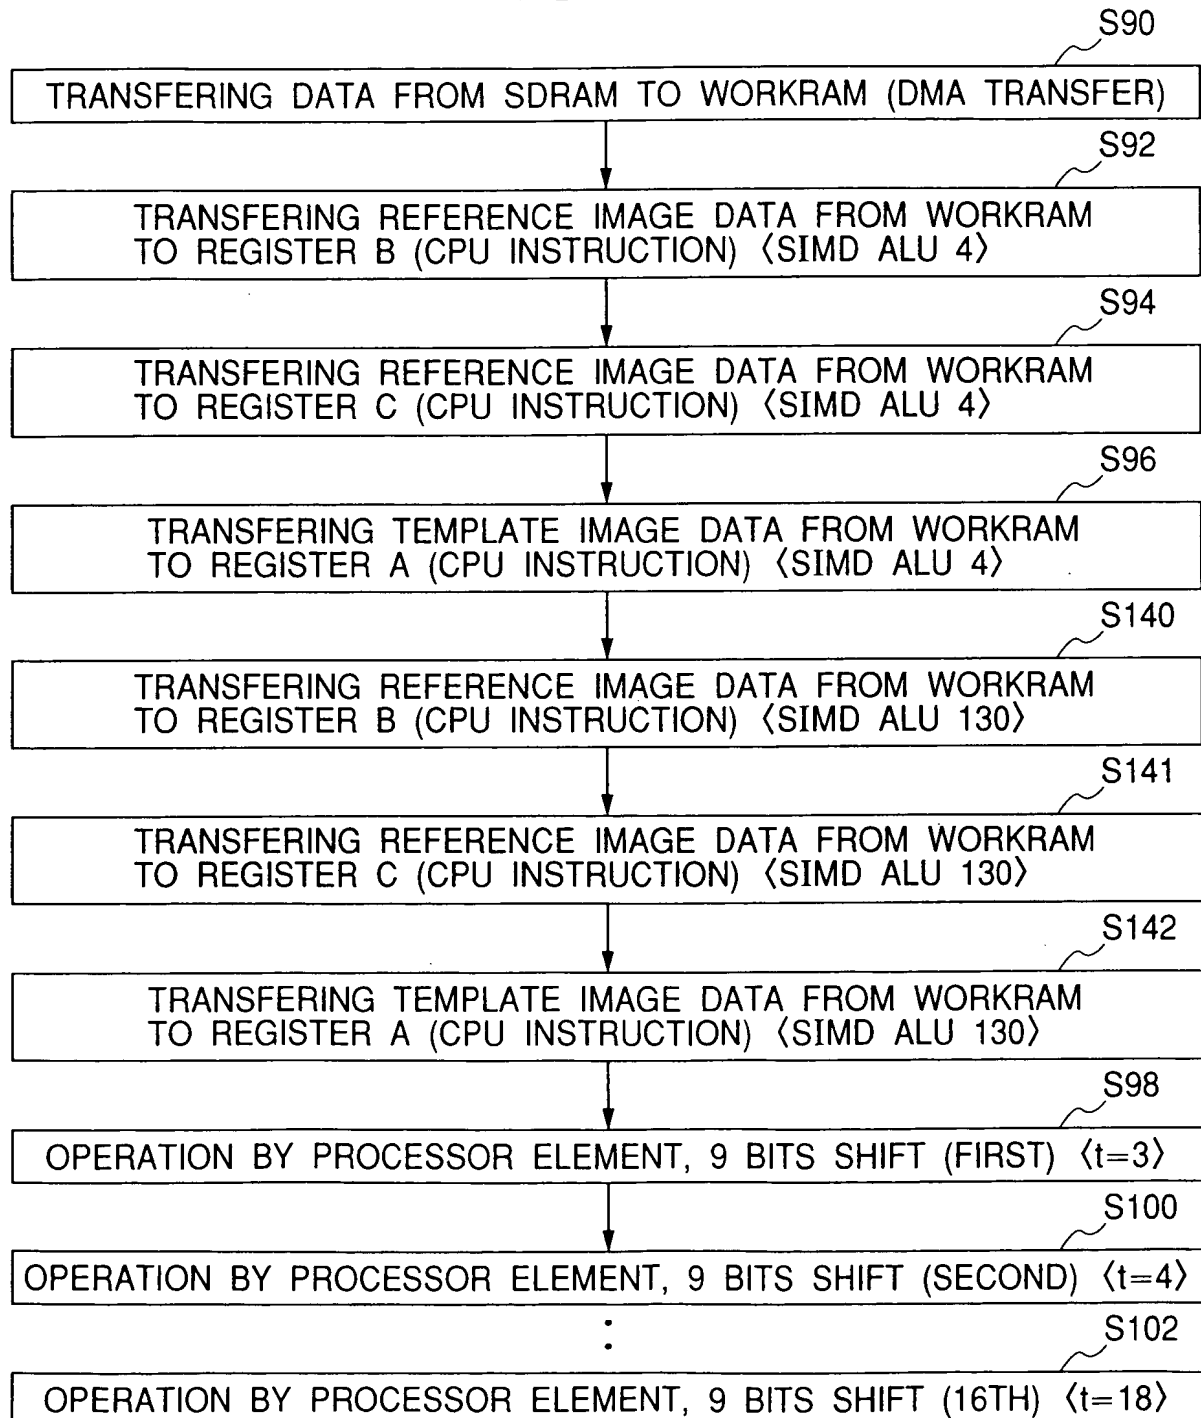 S90
TRANSFERING DATA FROM SDRAM TO WORKRAM (DMA TRANSFER)
S92
TRANSFERING REFERENCE IMAGE DATA FROM WORKRAM
TO REGISTER B (CPU INSTRUCTION) 〈SIMD ALU 4〉
S94
TRANSFERING REFERENCE IMAGE DATA FROM WORKRAM
TO REGISTER C (CPU INSTRUCTION) 〈SIMD ALU 4〉
S96
TRANSFERING TEMPLATE IMAGE DATA FROM WORKRAM
TO REGISTER A (CPU INSTRUCTION) 〈SIMD ALU 4〉
S140
TRANSFERING REFERENCE IMAGE DATA FROM WORKRAM
TO REGISTER B (CPU INSTRUCTION) 〈SIMD ALU 130〉
S141
TRANSFERING REFERENCE IMAGE DATA FROM WORKRAM
TO REGISTER C (CPU INSTRUCTION) 〈SIMD ALU 130〉
S142
TRANSFERING TEMPLATE IMAGE DATA FROM WORKRAM
TO REGISTER A (CPU INSTRUCTION) 〈SIMD ALU 130〉
S98
OPERATION BY PROCESSOR ELEMENT, 9 BITS SHIFT (FIRST) 〈t=3〉
S100
OPERATION BY PROCESSOR ELEMENT, 9 BITS SHIFT (SECOND) 〈t=4〉
S102
OPERATION BY PROCESSOR ELEMENT, 9 BITS SHIFT (16TH) 〈t=18〉